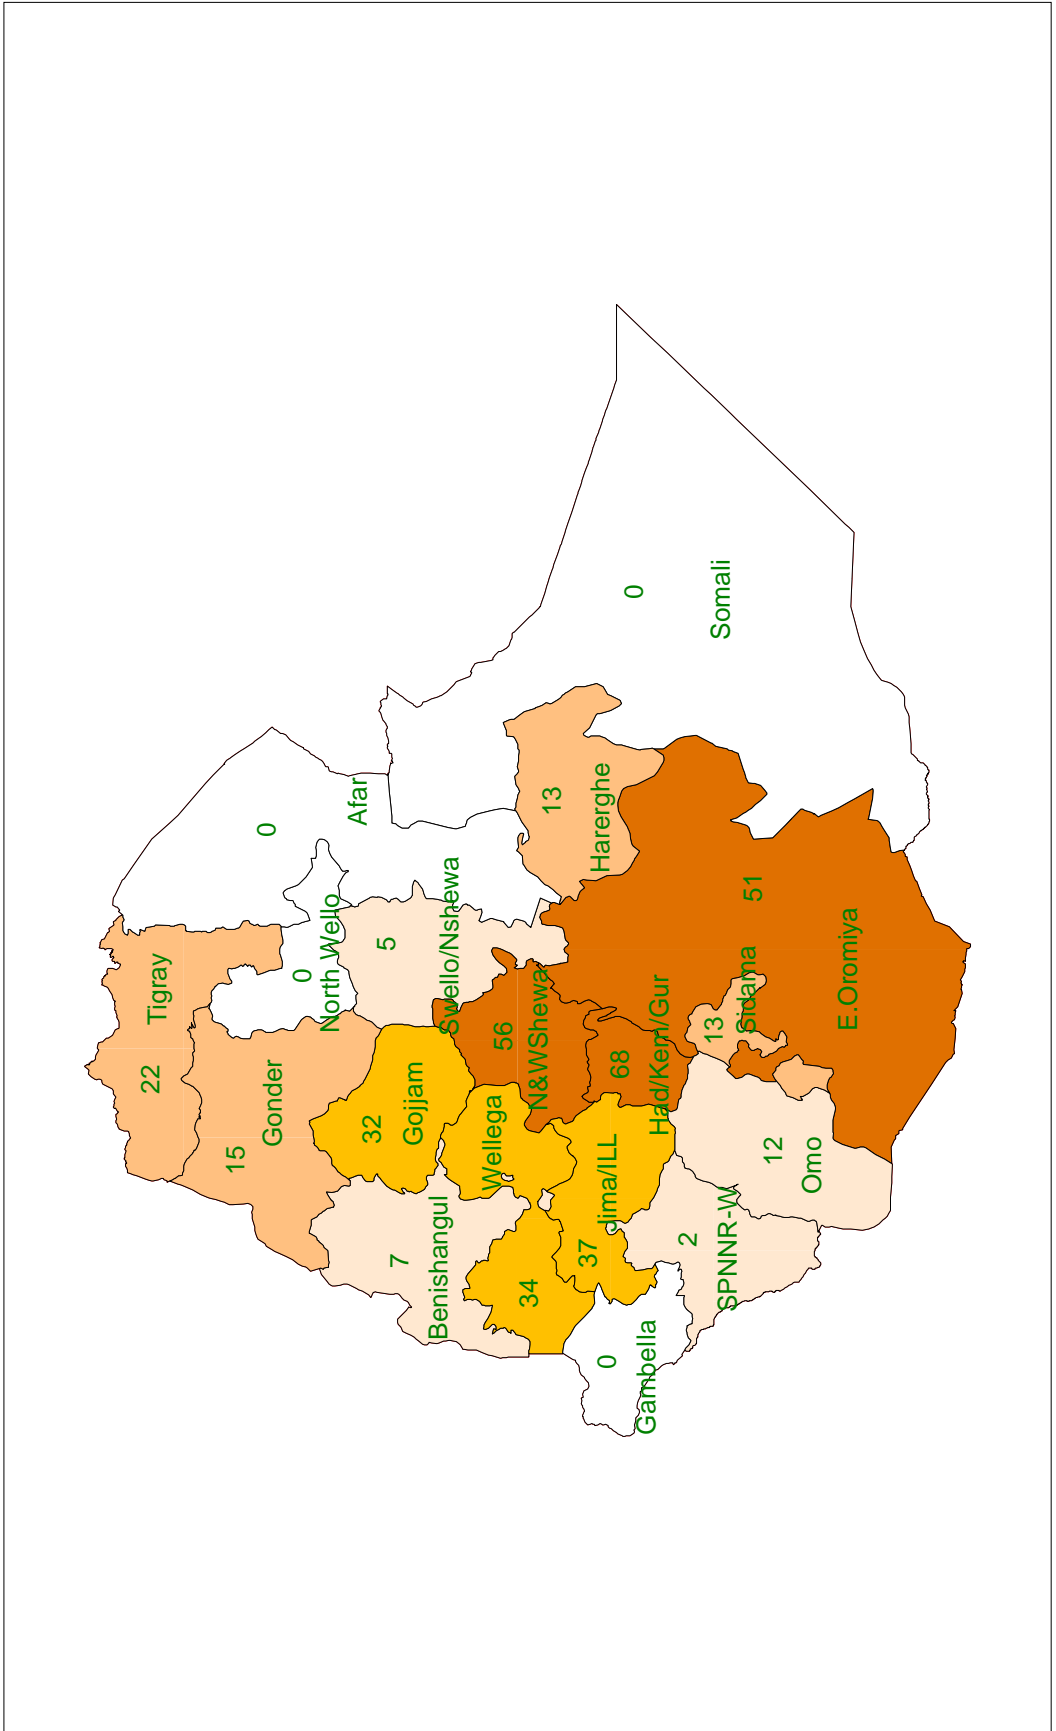 22
Tigray
15
Gonder
0
Afar
0
North Wello
32
Gojjam
5
Swello/Nshewa
7
Benishangul
Wellega
56
N&WShewa
34
13
Harerghe
37
Jima/ILL
68
Had/Kem/Gur
0
Somali
0
Gambella
2
SPNNR-W
13
Sidama
51
E.Oromiya
12
Omo